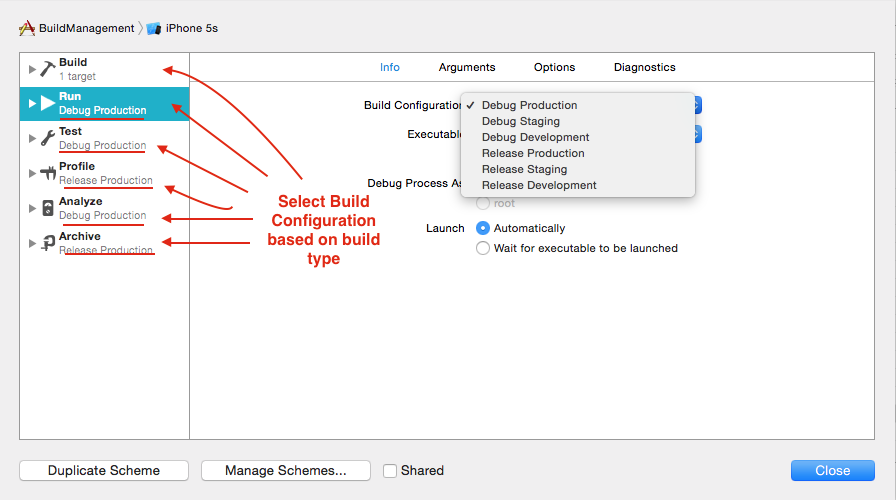 BuildManagement
iPhone 5s
Build
1 target
Run
Debug Production
Test
Debug Production
Profile
Release Production
Analyze
Debug Production
Archive
Release Production
Info
Arguments
Options
Diagnostics
Build Configuration
✓ Debug Production
Debug Staging
Debug Development
Release Production
Release Staging
Release Development
Executable
Debug Process As
root
Launch
Automatically
Wait for executable to be launched
Select Build
Configuration
based on build
type
Duplicate Scheme
Manage Schemes...
Shared
Close